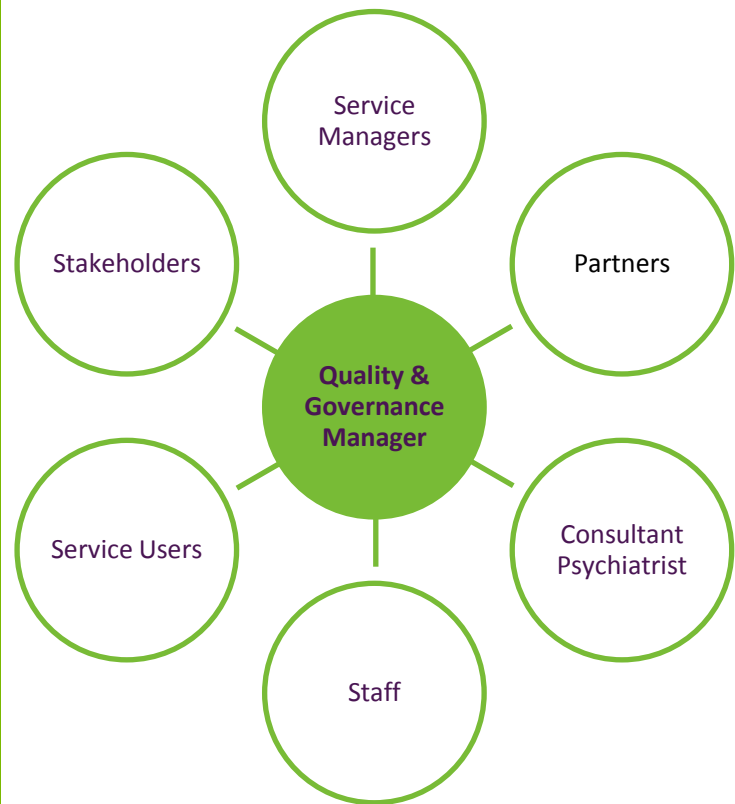 Service
Managers
Stakeholders
Partners
Quality &
Governance
Manager
Service Users
Consultant
Psychiatrist
Staff